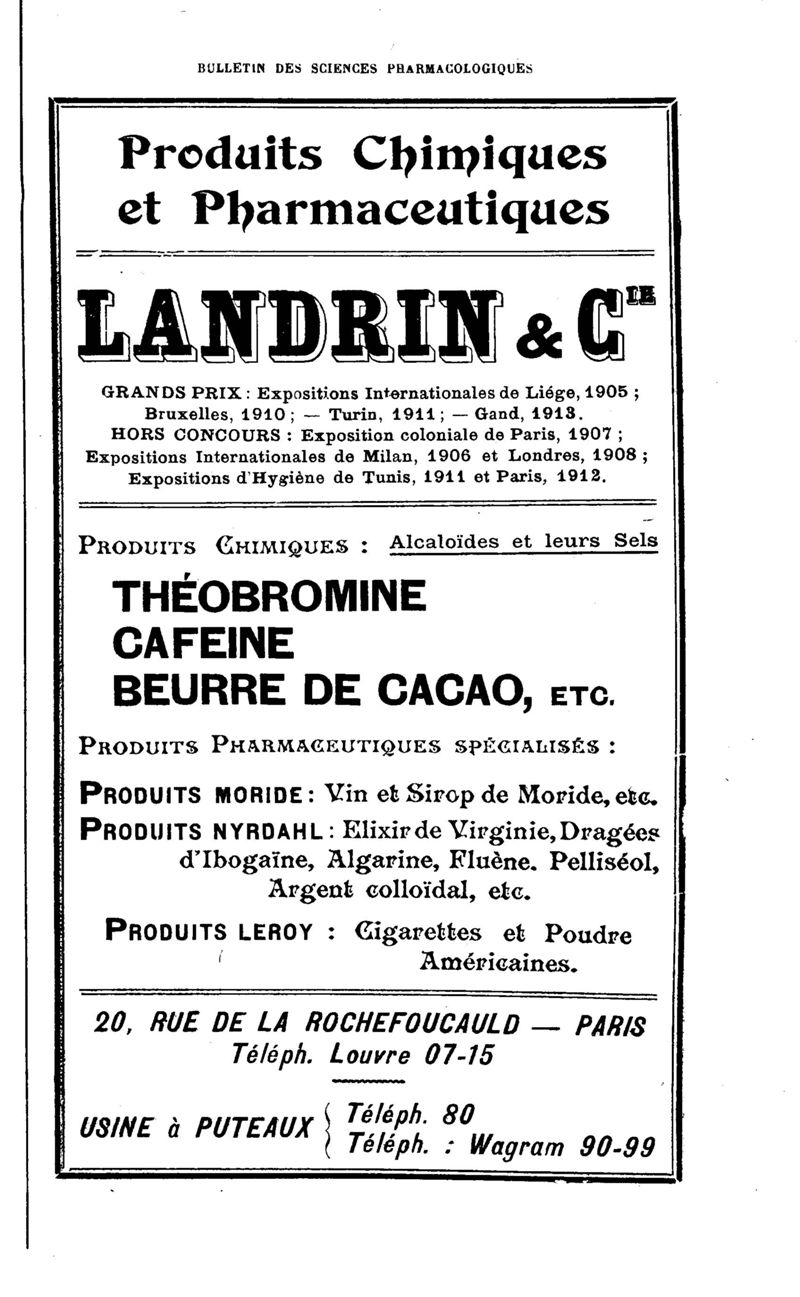 BULLETIN DES SCIENCES PHARMACOLOGIQUES
Produits Chimiques
et Pharmaceutiques
LANDRIN & Cie
GRANDS PRIX : Expositions Internationales de Liége, 1905 ;
Bruxelles, 1910 ; — Turin, 1911 ; — Gand, 1913.
HORS CONCOURS : Exposition coloniale de Paris, 1907 ;
Expositions Internationales de Milan, 1906 et Londres, 1908 ;
Expositions d'Hygiène de Tunis, 1911 et Paris, 1912.
PRODUITS CHIMIQUES : Alcaloïdes et leurs Sels
THÉOBROMINE
CAFEINE
BEURRE DE CACAO, ETC.
PRODUITS PHARMACEUTIQUES SPÉCIALISÉS :
PRODUITS MORIDE : Vin et Sirop de Moride, etc.
PRODUITS NYRDAHL : Elixir de Virginie, Dragées
d'Ibogaïne, Algarine, Fluène. Pelliséol,
Argent colloïdal, etc.
PRODUITS LEROY : Cigarettes et Poudre
Américaines.
20, RUE DE LA ROCHEFOUCAULD — PARIS
Téléph. Louvre 07-15
USINE à PUTEAUX { Téléph. 80
Téléph. : Wagram 90-99